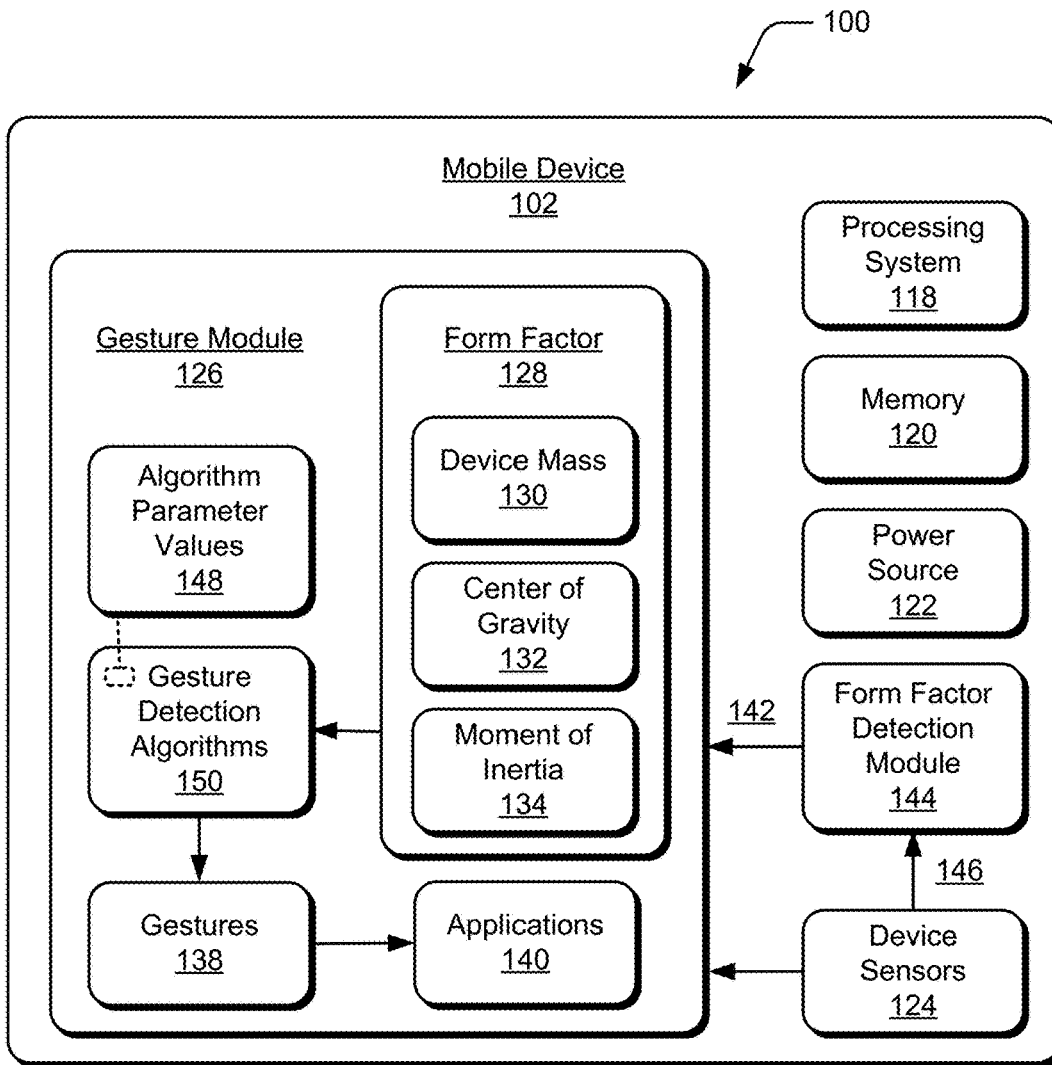 100
Mobile Device
102
Gesture Module
126
Algorithm
Parameter
Values
148
Gesture
Detection
Algorithms
150
Gestures
138
Form Factor
128
Device Mass
130
Center of
Gravity
132
Moment of
Inertia
134
Applications
140
Processing
System
118
Memory
120
Power
Source
122
142
Form Factor
Detection
Module
144
146
Device
Sensors
124